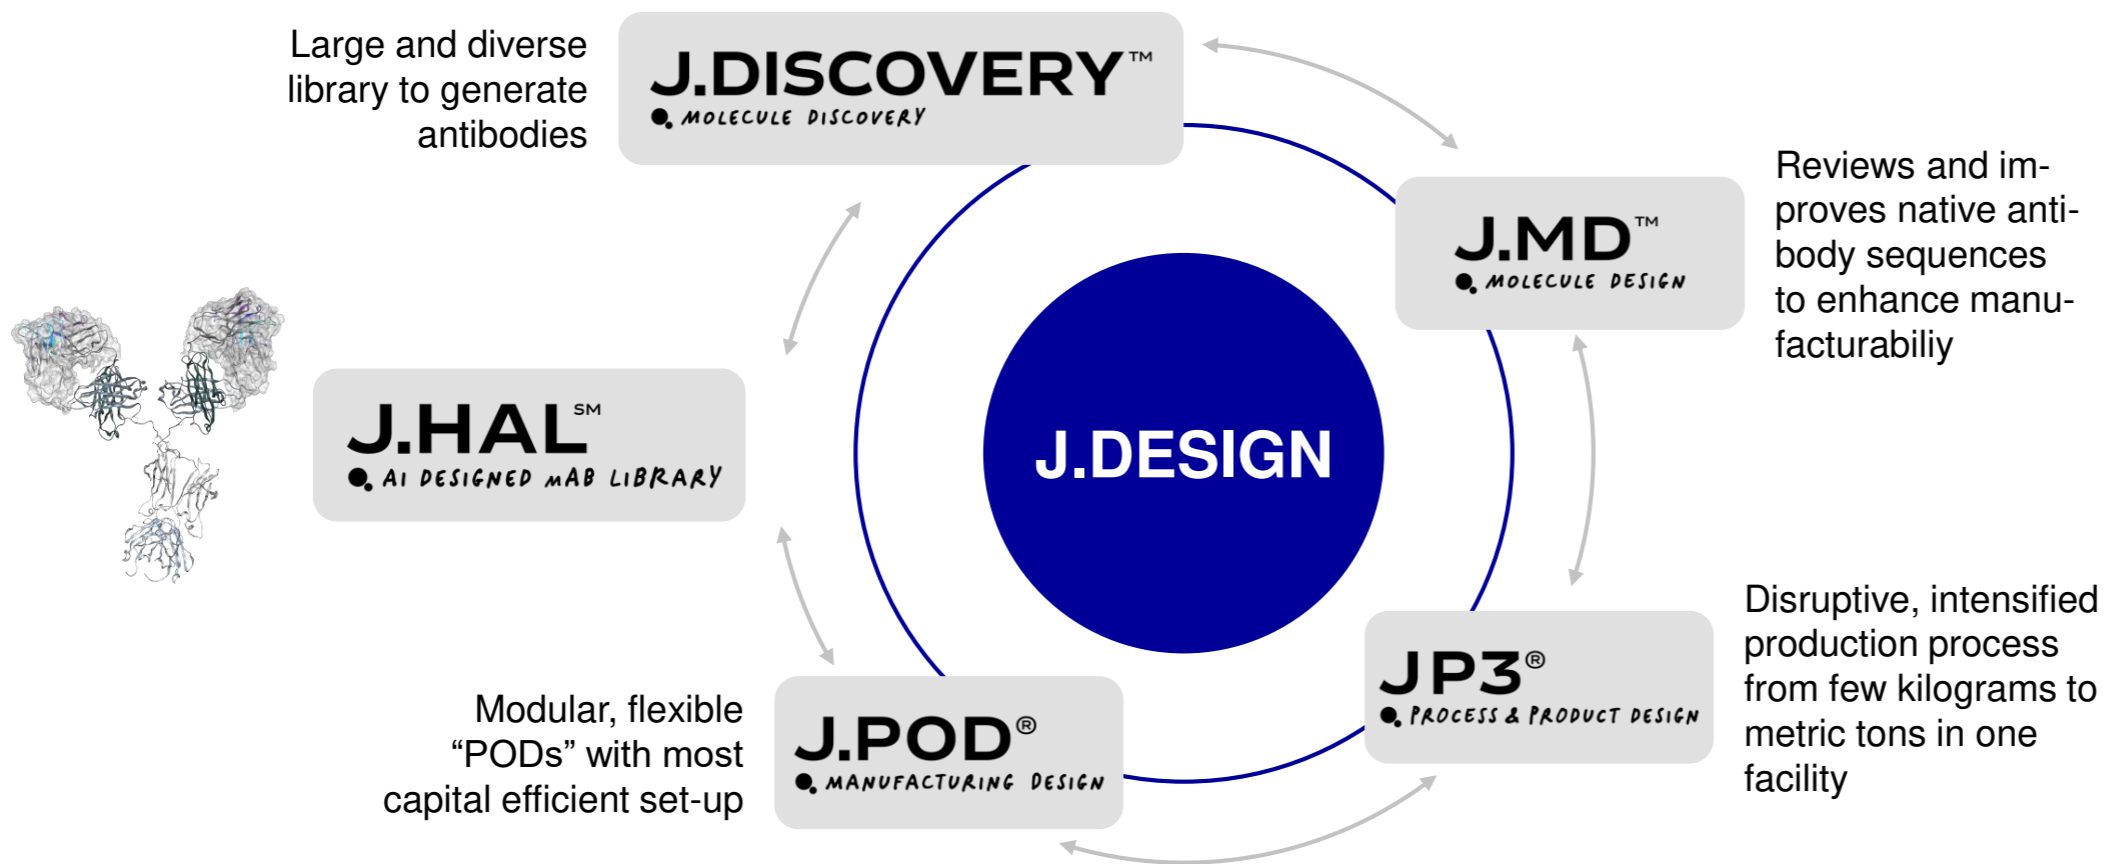 Large and diverse
library to generate
antibodies
J.DISCOVERY™
MOLECULE DISCOVERY
J.MD™
MOLECULE DESIGN
Reviews and im-
proves native anti-
body sequences
to enhance manu-
facturabiliy
J.HAL℠
AI DESIGNED mAB LIBRARY
J.DESIGN
JP3®
PROCESS & PRODUCT DESIGN
Disruptive, intensified
production process
from few kilograms to
metric tons in one
facility
Modular, flexible
“PODs” with most
capital efficient set-up
J.POD®
MANUFACTURING DESIGN